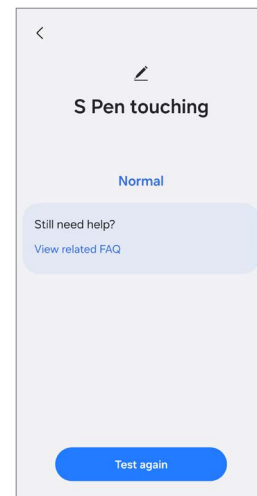 S Pen touching
Normal
Still need help?
View related FAQ
Test again